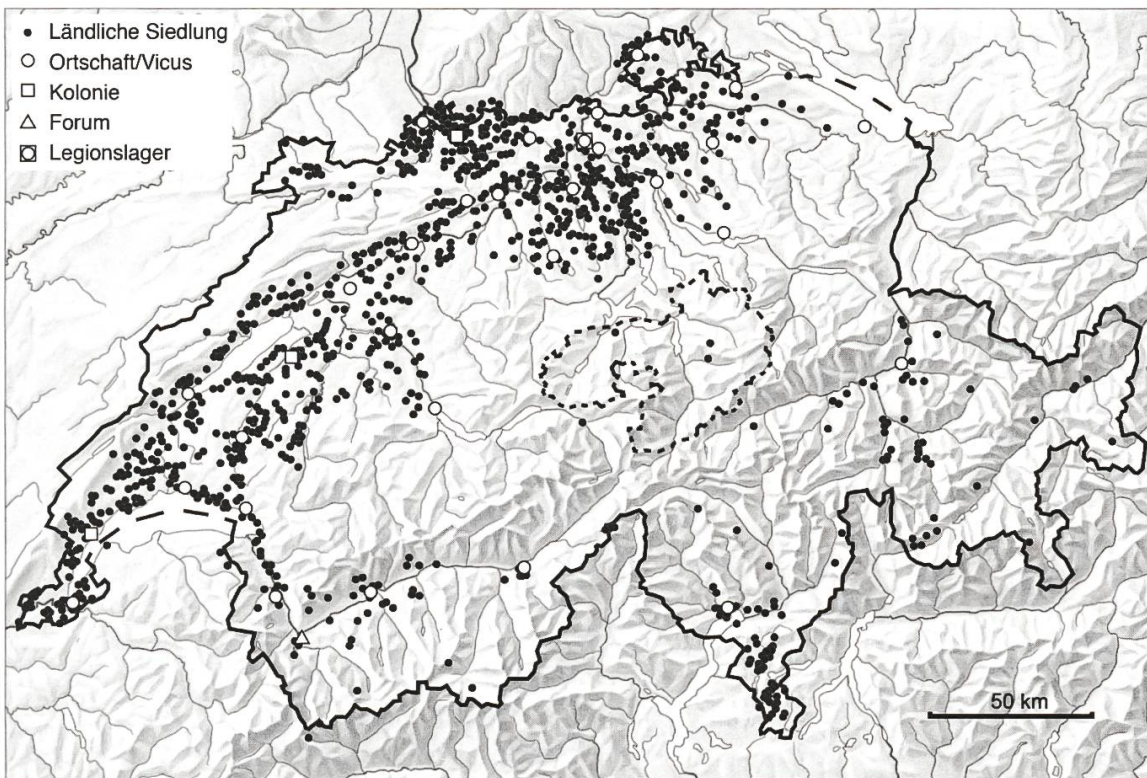 Ländliche Siedlung
Ortschaft/Vicus
Kolonie
Forum
Legionslager
50 km